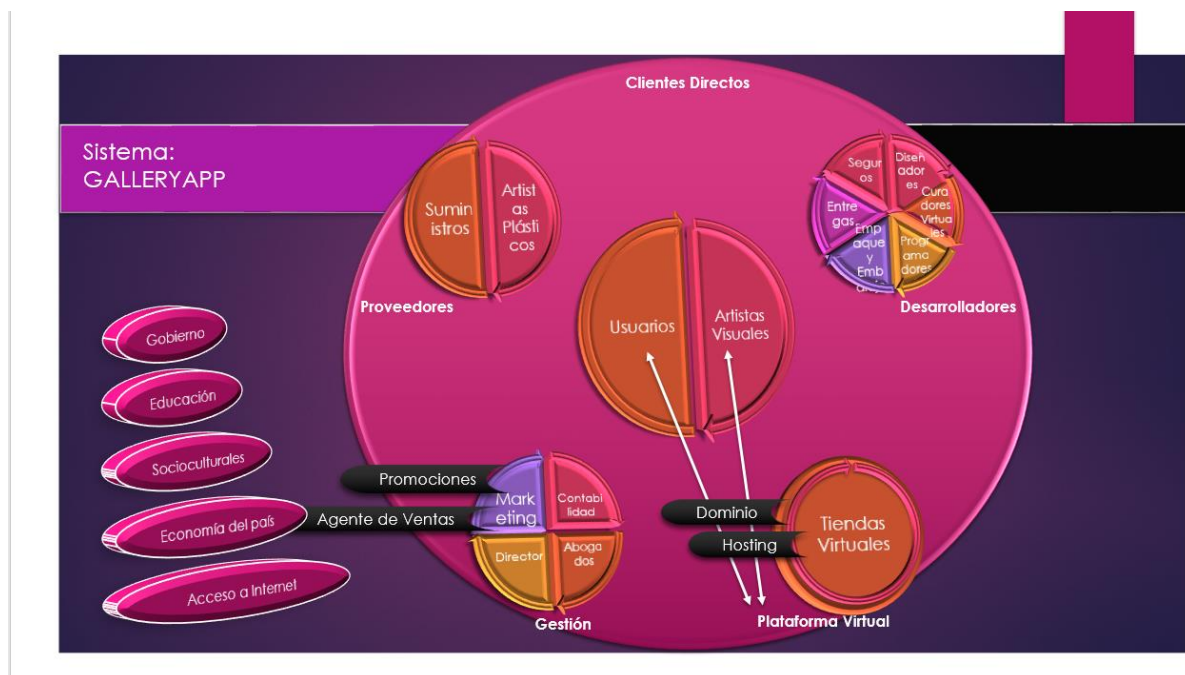 Clientes Directos
Sistema:
GALLERYAPP
Sumin
istros
Artist
as
Plásti
cos
Proveedores
Segur
os
Diseñ
ador
es
Cura
dores
Virtua
les
Progr
ama
dores
Emp
aque
y
Entre
gas
Desarrolladores
Usuarios
Artistas
Visuales
Gobierno
Educación
Socioculturales
Economía del país
Acceso a Internet
Promociones
Agente de Ventas
Mark
eting
Contabi
lidad
Director
Aboga
dos
Gestión
Dominio
Hosting
Tiendas
Virtuales
Plataforma Virtual